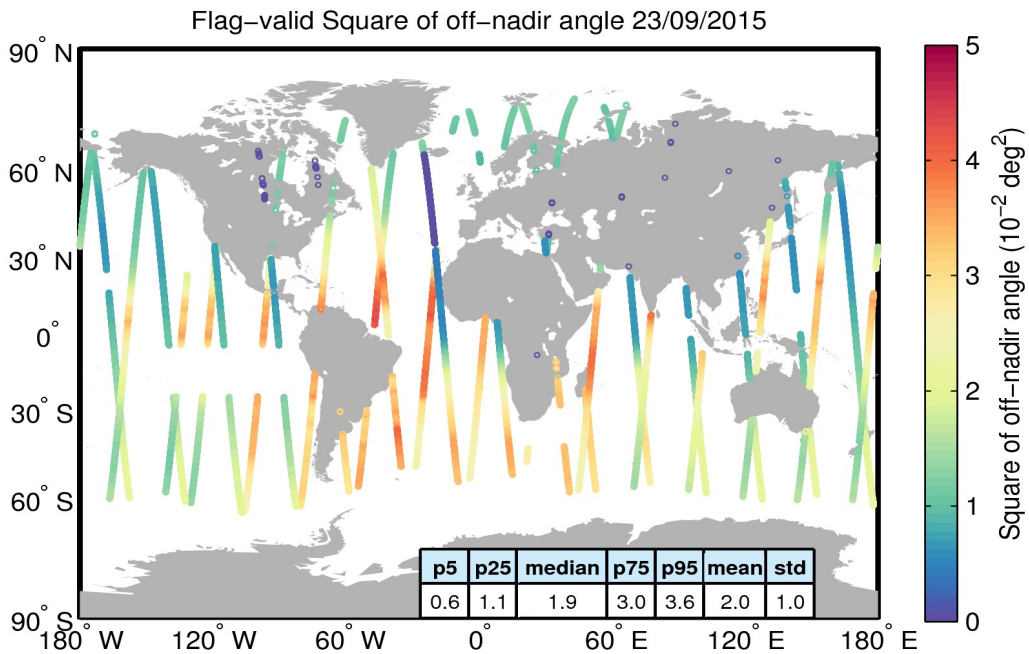 Flag−valid Square of off−nadir angle 23/09/2015
90° N
60° N
30° N
0°
30° S
60° S
90° S
180° W
120° W
60° W
0°
60° E
120° E
180° E
p5 p25 median p75 p95 mean std
0.6 1.1 1.9 3.0 3.6 2.0 1.0
5
4
3
2
1
0
Square of off−nadir angle (10⁻² deg²)